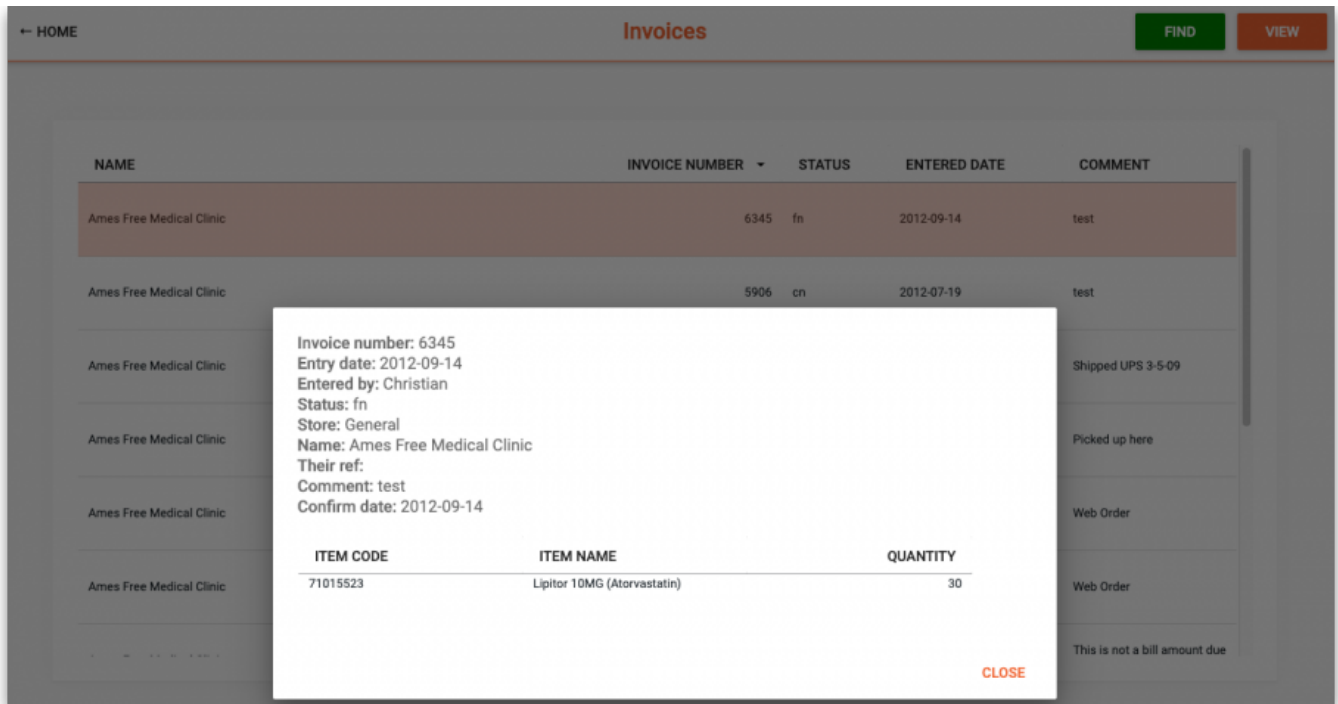 ← HOME
Invoices
FIND
VIEW
NAME INVOICE NUMBER STATUS ENTERED DATE COMMENT
Ames Free Medical Clinic 6345 fn 2012-09-14 test
Ames Free Medical Clinic 5906 cn 2012-07-19 test
Ames Free Medical Clinic Shipped UPS 3-5-09
Ames Free Medical Clinic Picked up here
Ames Free Medical Clinic Web Order
Ames Free Medical Clinic Web Order
This is not a bill amount due
Invoice number: 6345
Entry date: 2012-09-14
Entered by: Christian
Status: fn
Store: General
Name: Ames Free Medical Clinic
Their ref:
Comment: test
Confirm date: 2012-09-14
ITEM CODE ITEM NAME QUANTITY
71015523 Lipitor 10MG (Atorvastatin) 30
CLOSE